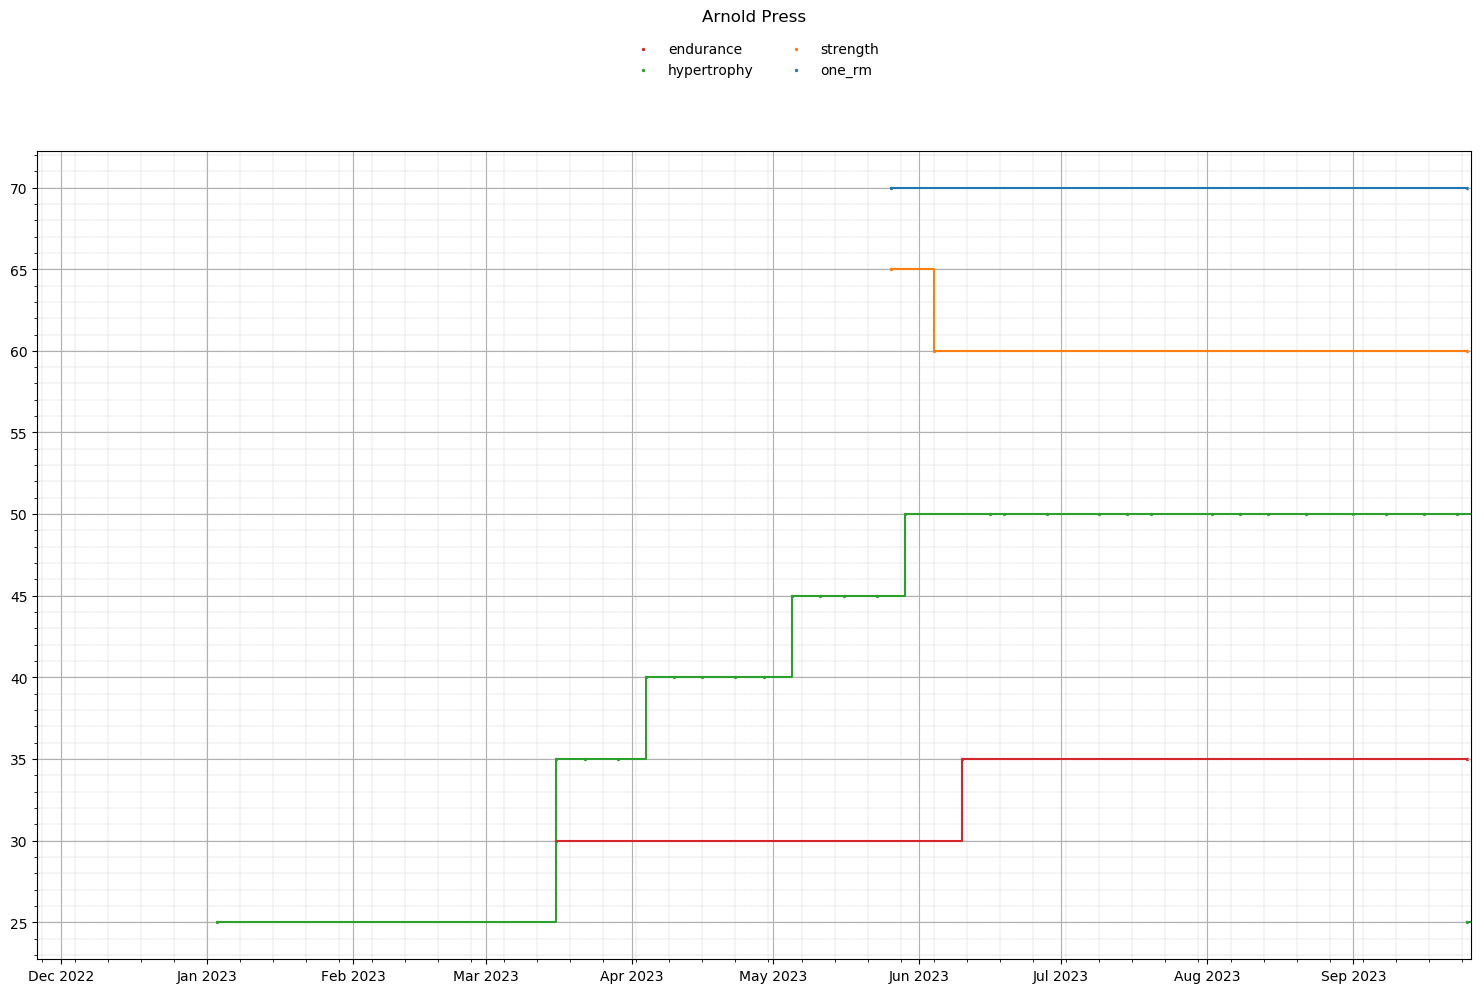 Arnold Press
endurance strength
hypertrophy one_rm
70
65
60
55
50
45
40
35
30
25
Dec 2022 Jan 2023 Feb 2023 Mar 2023 Apr 2023 May 2023 Jun 2023 Jul 2023 Aug 2023 Sep 2023